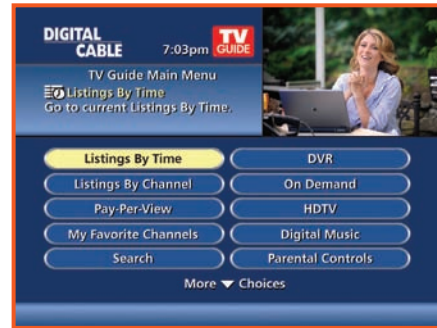 DIGITAL
CABLE 7:03pm TV
GUIDE
TV Guide Main Menu
Listings By Time
Go to current Listings By Time.
Listings By Time DVR
Listings By Channel On Demand
Pay-Per-View HDTV
My Favorite Channels Digital Music
Search Parental Controls
More ▼ Choices